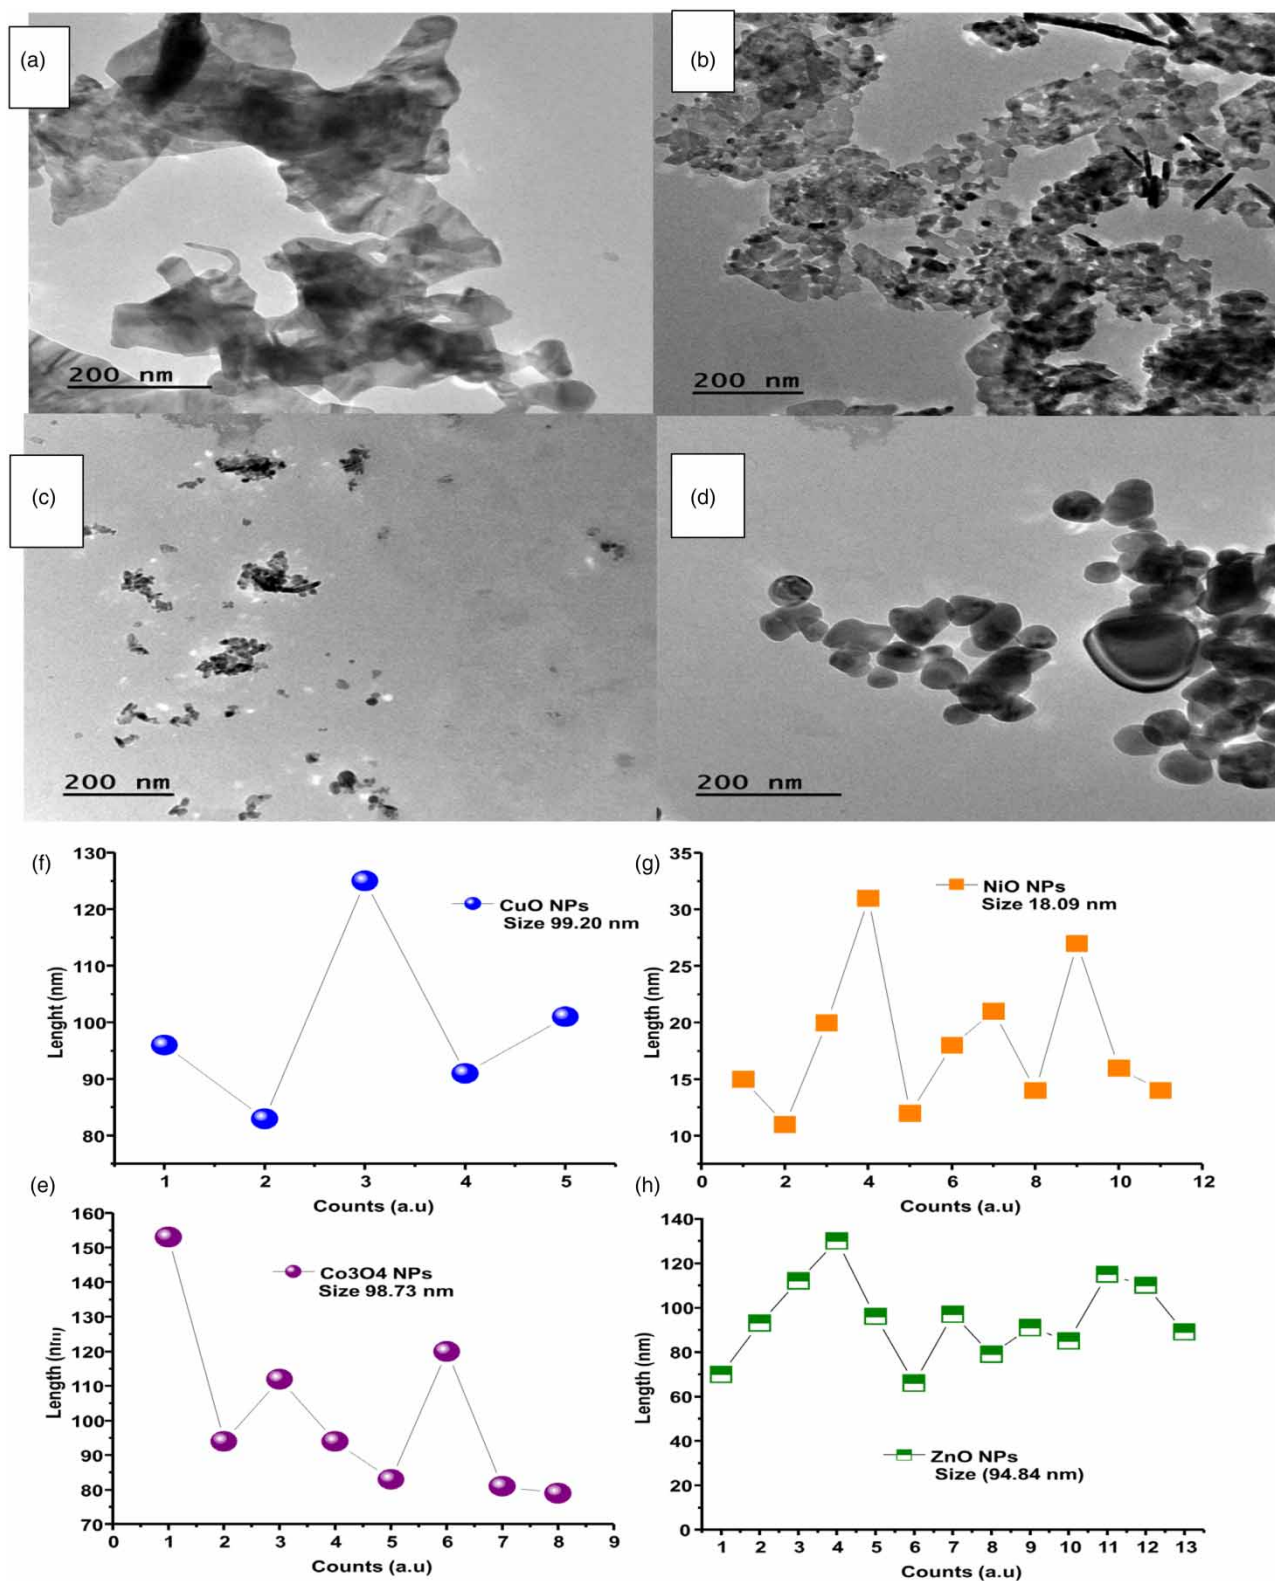 (a)
(b)
200 nm
200 nm
(c)
(d)
200 nm
200 nm
(f)
130
120
110
100
90
80
Lenght (nm)
CuO NPs
Size 99.20 nm
1 2 3 4 5
Counts (a.u)
(g)
35
30
25
20
15
10
Length (nm)
NiO NPs
Size 18.09 nm
0 2 4 6 8 10 12
Counts (a.u)
(e)
160
150
140
130
120
110
100
90
80
70
Length (nm)
Co3O4 NPs
Size 98.73 nm
0 1 2 3 4 5 6 7 8 9
Counts (a.u)
(h)
140
120
100
80
60
40
20
0
Length (nm)
ZnO NPs
Size (94.84 nm)
1 2 3 4 5 6 7 8 9 10 11 12 13
Counts (a.u)